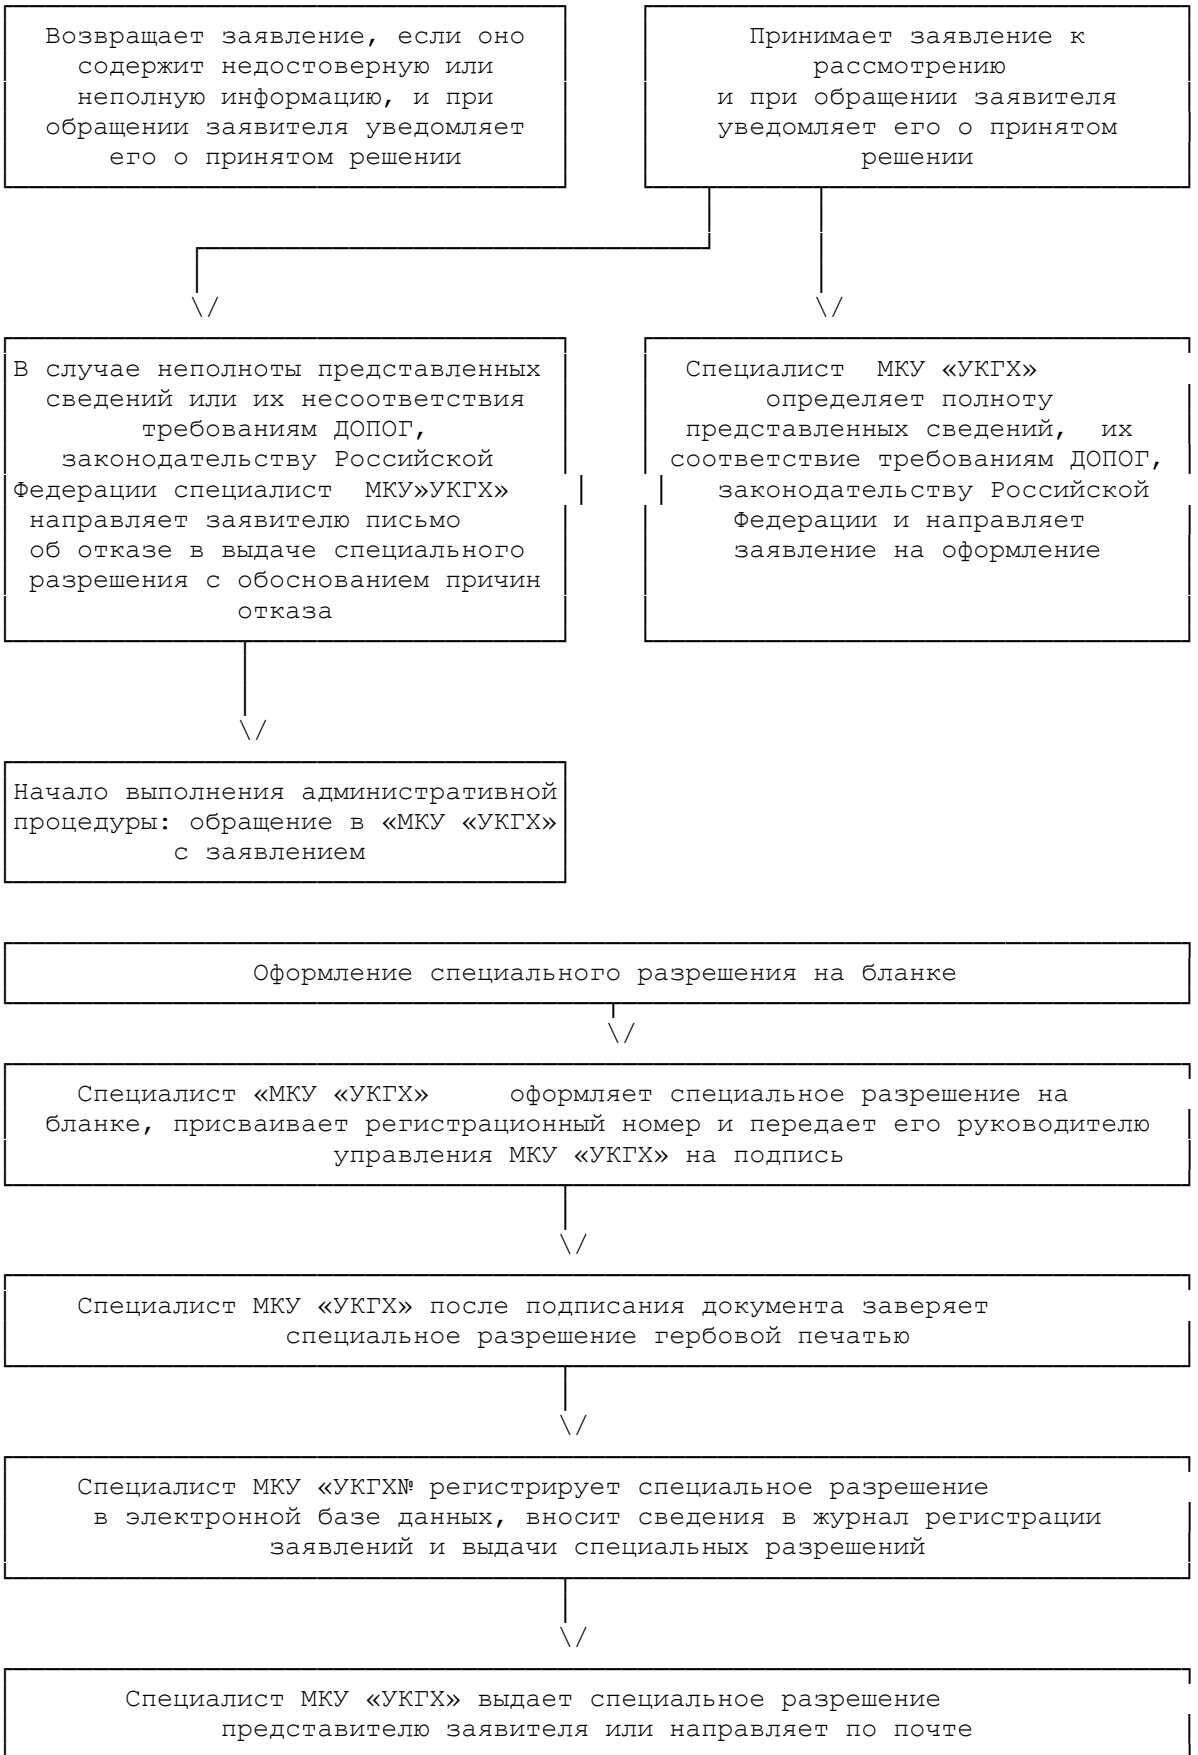 Возвращает заявление, если оно
содержит недостоверную или
неполную информацию, и при
обращении заявителя уведомляет
его о принятом решении
Принимает заявление к
рассмотрению
и при обращении заявителя
уведомляет его о принятом
решении
В случае неполноты представленных
сведений или их несоответствия
требованиям ДОПОГ,
законодательству Российской
Федерации специалист МКУ»УКГХ»
направляет заявителю письмо
об отказе в выдаче специального
разрешения с обоснованием причин
отказа
Специалист МКУ «УКГХ»
определяет полноту
представленных сведений, их
соответствие требованиям ДОПОГ,
законодательству Российской
Федерации и направляет
заявление на оформление
Начало выполнения административной
процедуры: обращение в «МКУ «УКГХ»
с заявлением
Оформление специального разрешения на бланке
Специалист «МКУ «УКГХ» оформляет специальное разрешение на
бланке, присваивает регистрационный номер и передает его руководителю
управления МКУ «УКГХ» на подпись
Специалист МКУ «УКГХ» после подписания документа заверяет
специальное разрешение гербовой печатью
Специалист МКУ «УКГХ№ регистрирует специальное разрешение
в электронной базе данных, вносит сведения в журнал регистрации
заявлений и выдачи специальных разрешений
Специалист МКУ «УКГХ» выдает специальное разрешение
представителю заявителя или направляет по почте